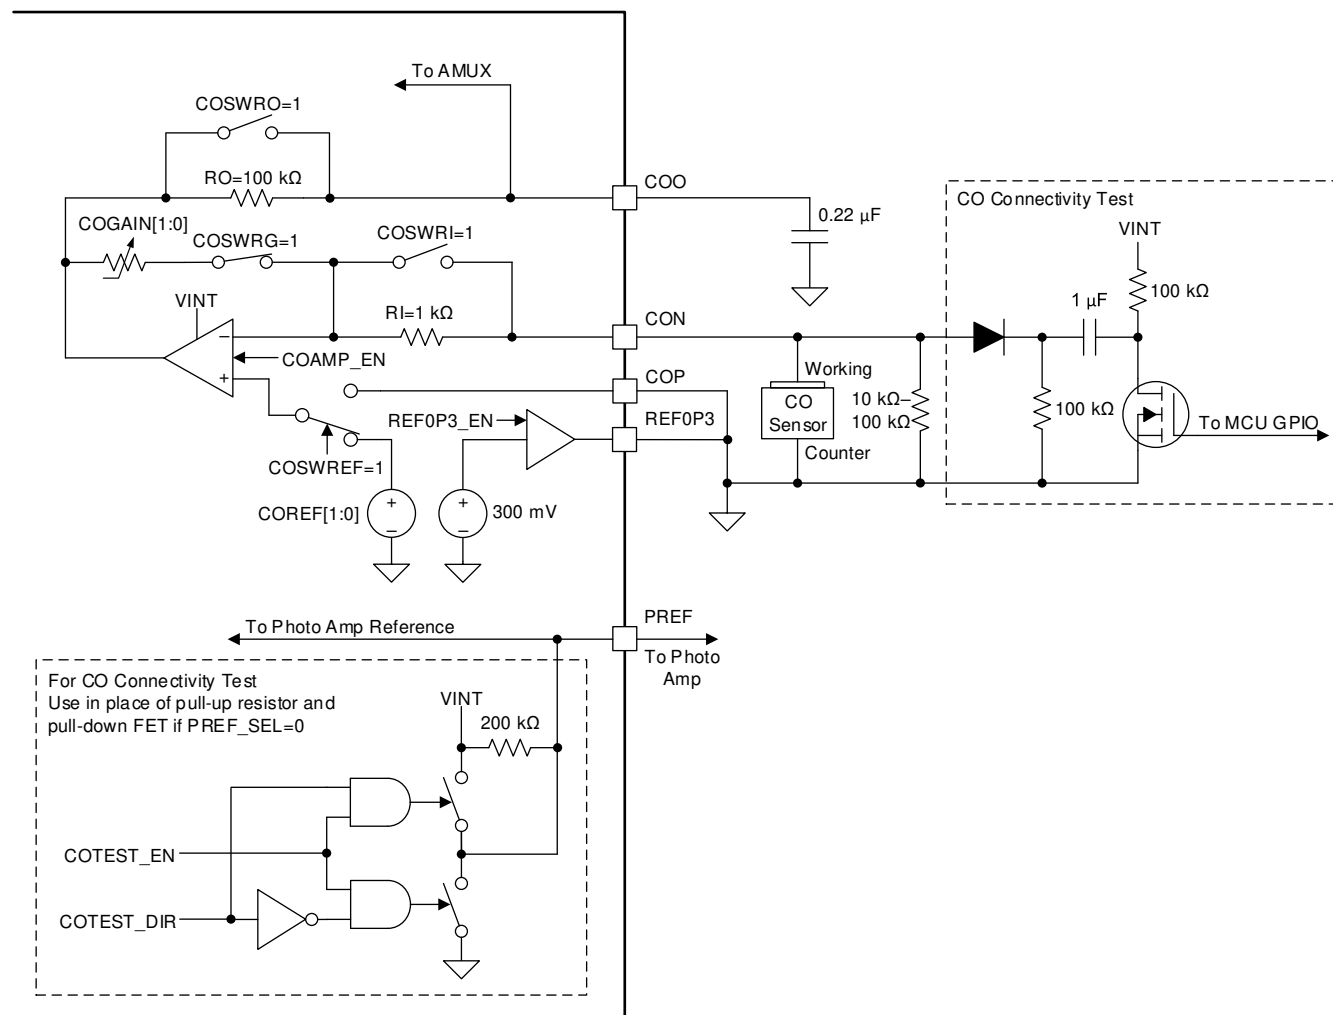 To AMUX
COSWRO=1
RO=100 kΩ
COO
CO Connectivity Test
0.22 µF
VINT
COGAIN[1:0]
COSWRG=1
COSWRI=1
100 kΩ
1 µF
VINT
RI=1 kΩ
CON
COAMP_EN
COP
Working
CO
Sensor
Counter
10 kΩ–
100 kΩ
100 kΩ
To MCU GPIO
REF0P3_EN
REF0P3
COSWREF=1
COREF[1:0]
300 mV
PREF
To Photo Amp Reference
To Photo
Amp
For CO Connectivity Test
Use in place of pull-up resistor and
pull-down FET if PREF_SEL=0
VINT
200 kΩ
COTEST_EN
COTEST_DIR